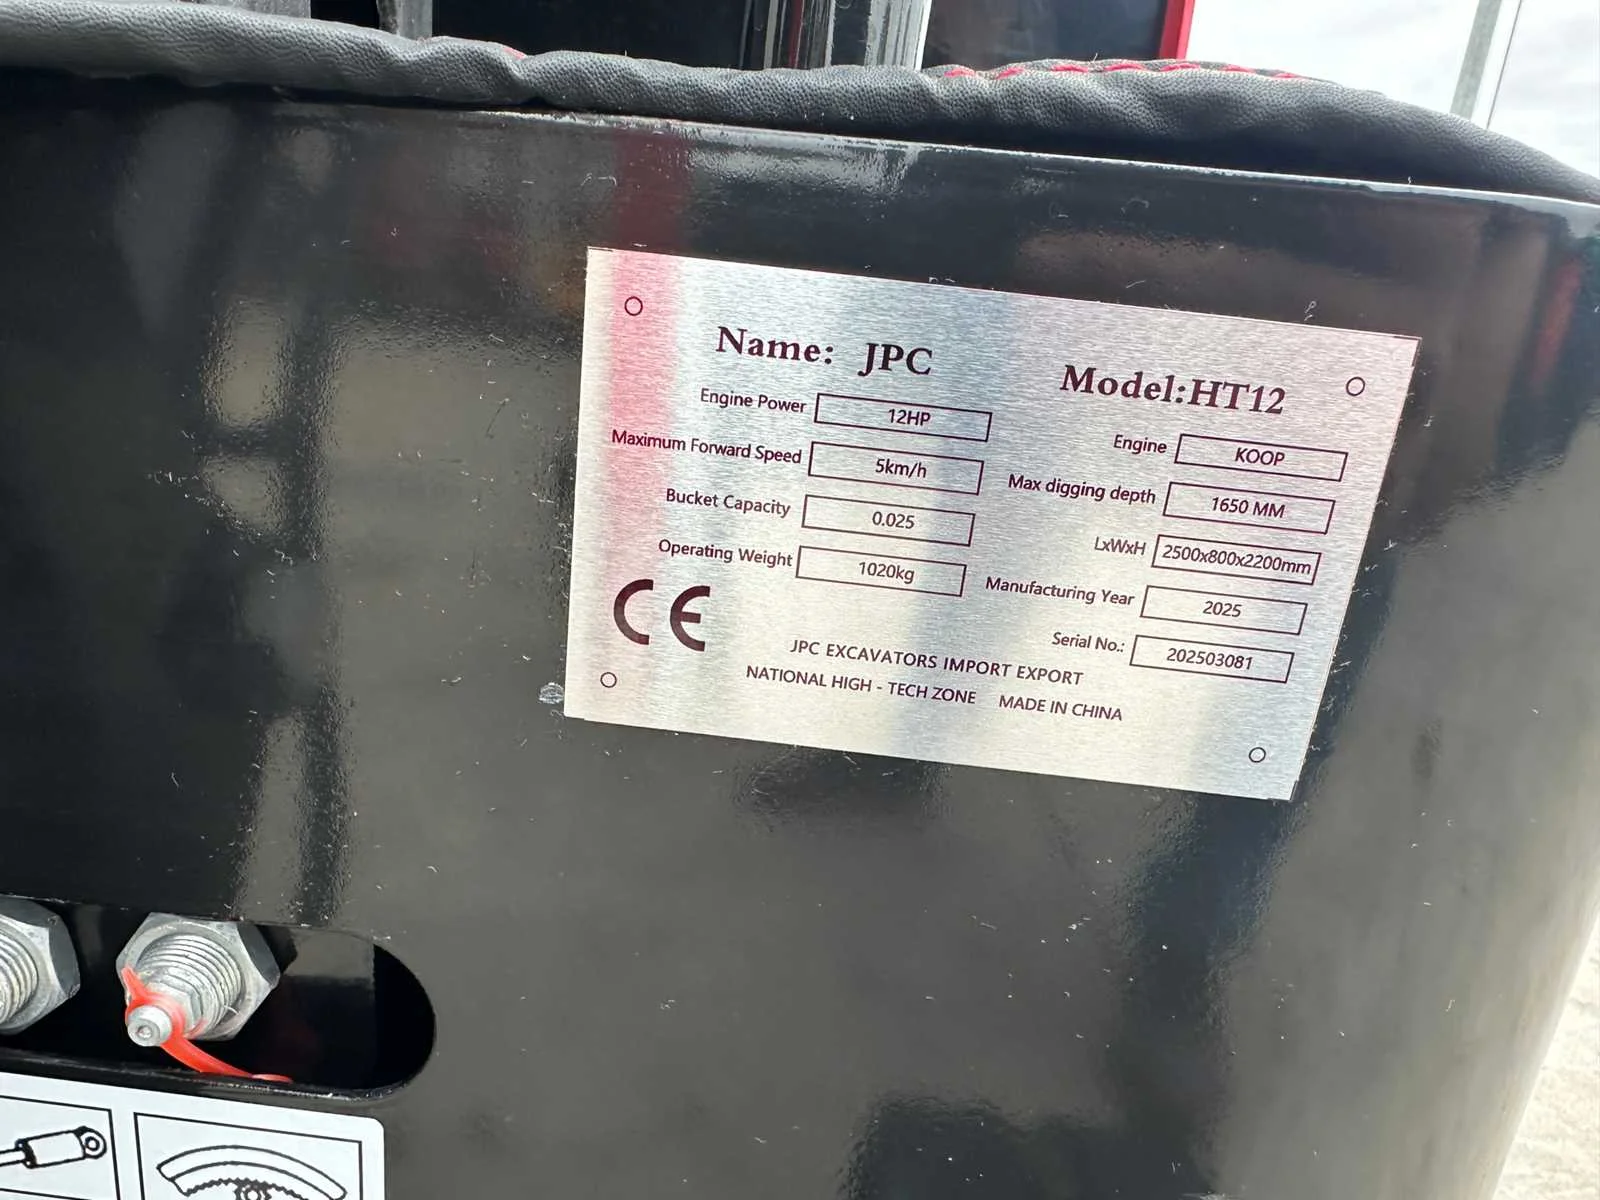 Name: JPC
Model:HT12
Engine Power 12HP
Engine KOOP
Maximum Forward Speed 5km/h
Max digging depth 1650 MM
Bucket Capacity 0.025
LxWxH 2500x800x2200mm
Operating Weight 1020kg
Manufacturing Year 2025
Serial No.: 202503081
CE
JPC EXCAVATORS IMPORT EXPORT
NATIONAL HIGH - TECH ZONE MADE IN CHINA